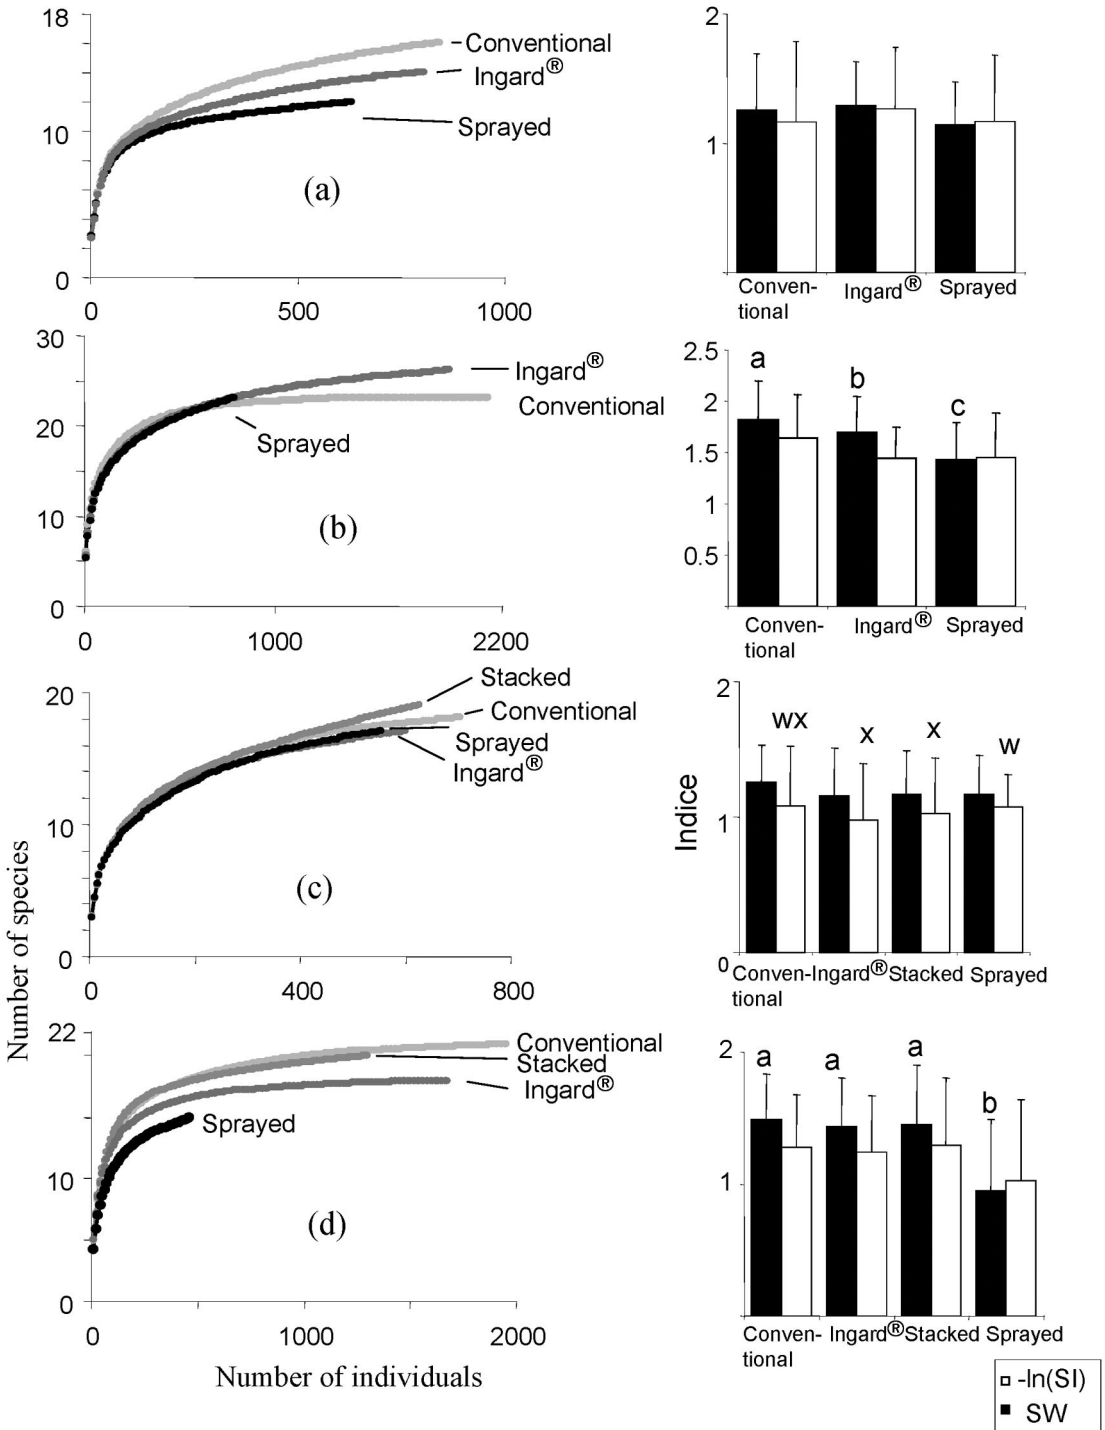 18
10
0
0
500
1000
Conventional
Ingard®
Sprayed
(a)
2
1
Conven-
tional
Ingard®
Sprayed
30
20
10
0
0
1000
2200
Ingard®
Conventional
Sprayed
(b)
2.5
2
1.5
1
0.5
a
b
c
Conven-
tional
Ingard®
Sprayed
20
10
0
0
400
800
Stacked
Conventional
Sprayed
Ingard®
(c)
Number of species
2
1
0
Indice
wx
x
x
w
Conven-
tional
Ingard®
Stacked
Sprayed
22
10
0
0
1000
2000
Conventional
Stacked
Ingard®
Sprayed
(d)
Number of individuals
2
1
a
a
a
b
Conven-
tional
Ingard®
Stacked
Sprayed
-ln(SI)
SW